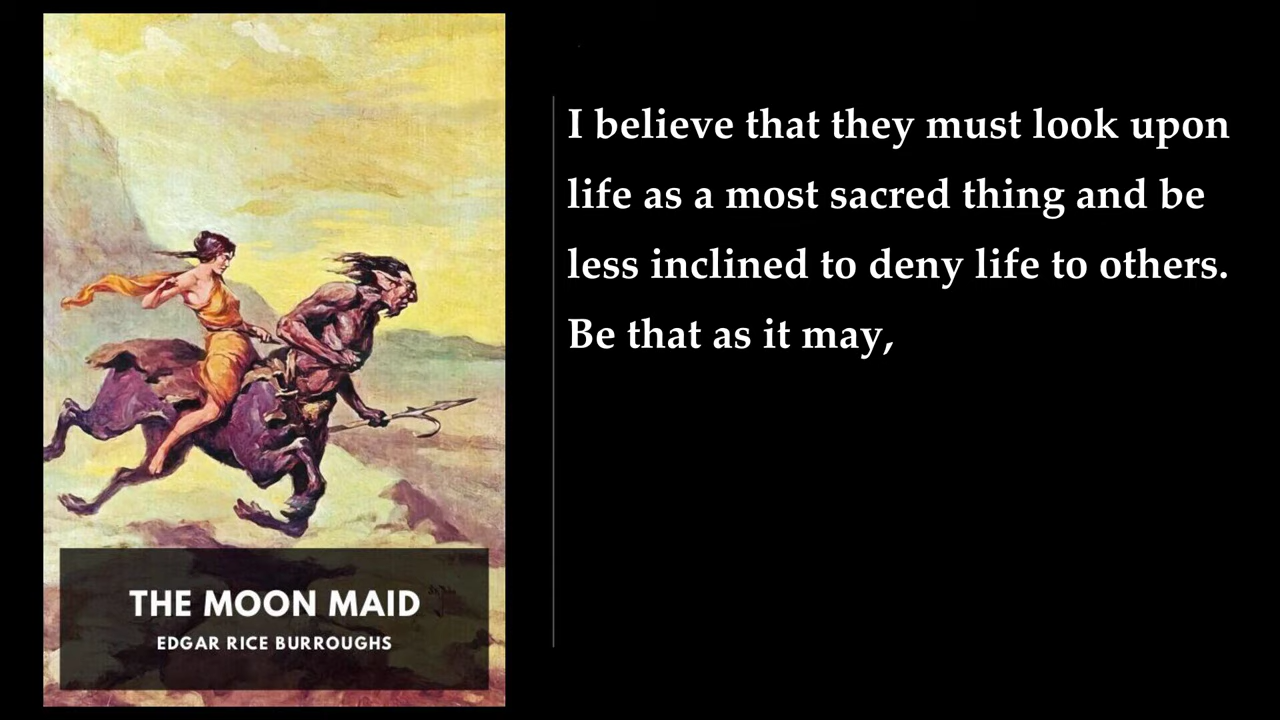 THE MOON MAID
EDGAR RICE BURROUGHS
I believe that they must look upon
life as a most sacred thing and be
less inclined to deny life to others.
Be that as it may,